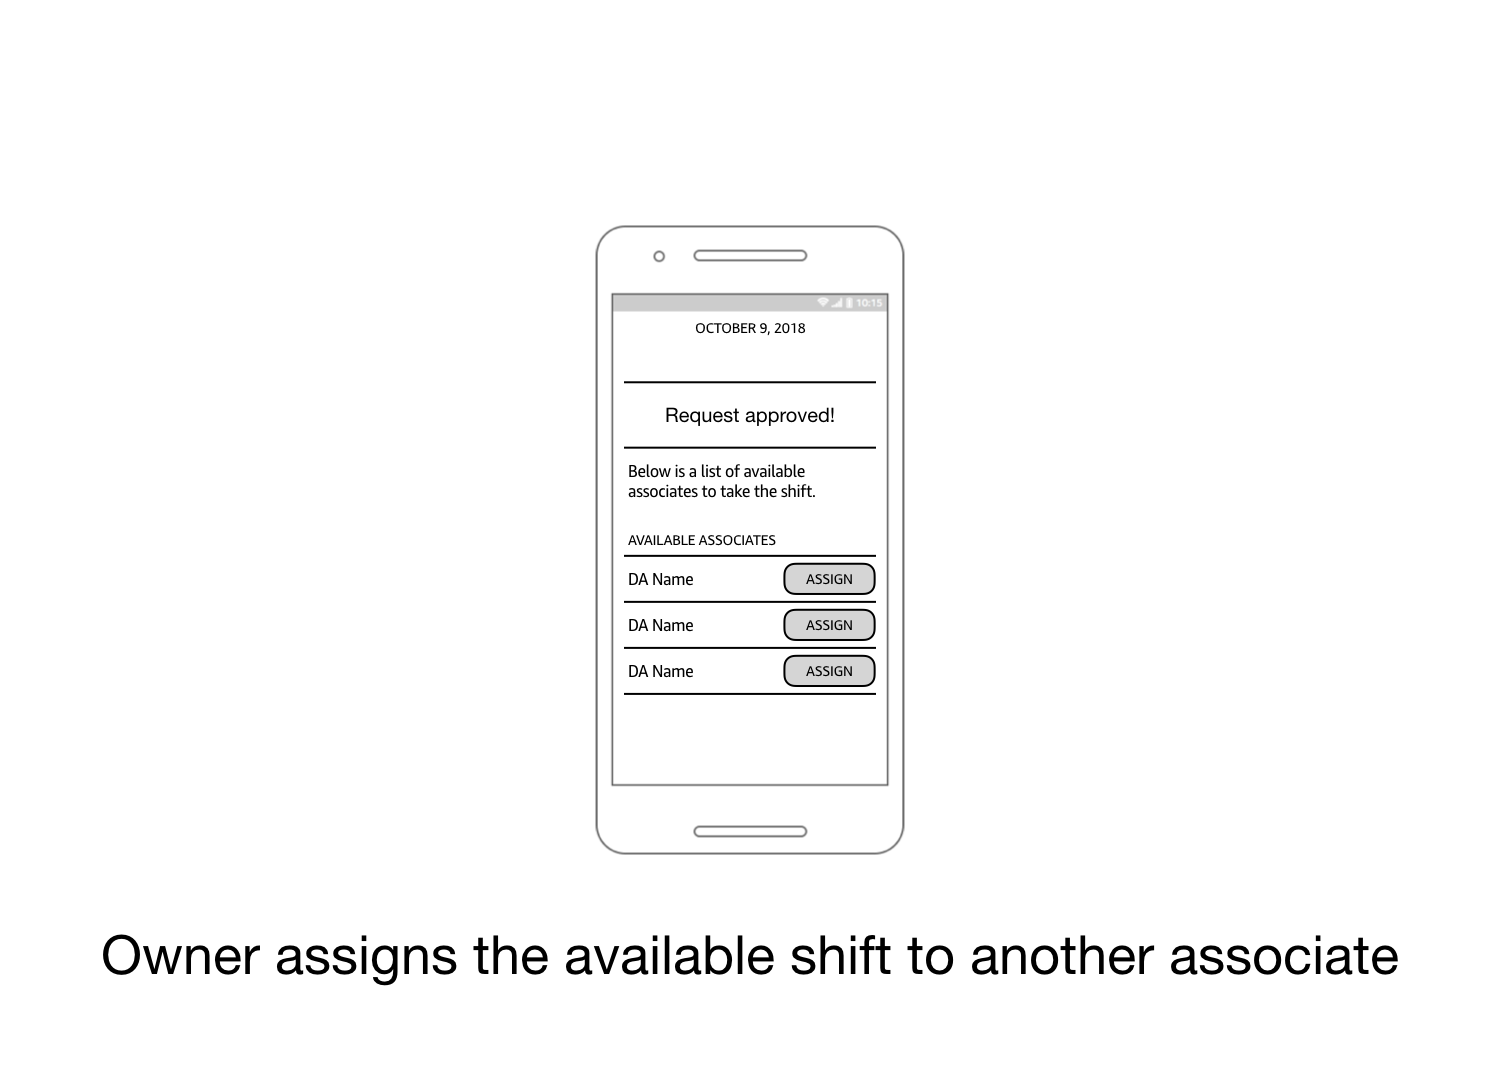 10:15
OCTOBER 9, 2018
Request approved!
Below is a list of available
associates to take the shift.
AVAILABLE ASSOCIATES
DA Name ASSIGN
DA Name ASSIGN
DA Name ASSIGN
Owner assigns the available shift to another associate